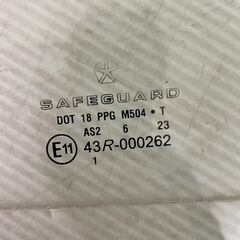 SAFEGUARD
DOT 18 PPG M504 • T
AS2 6 23
E11 43R-000262
1